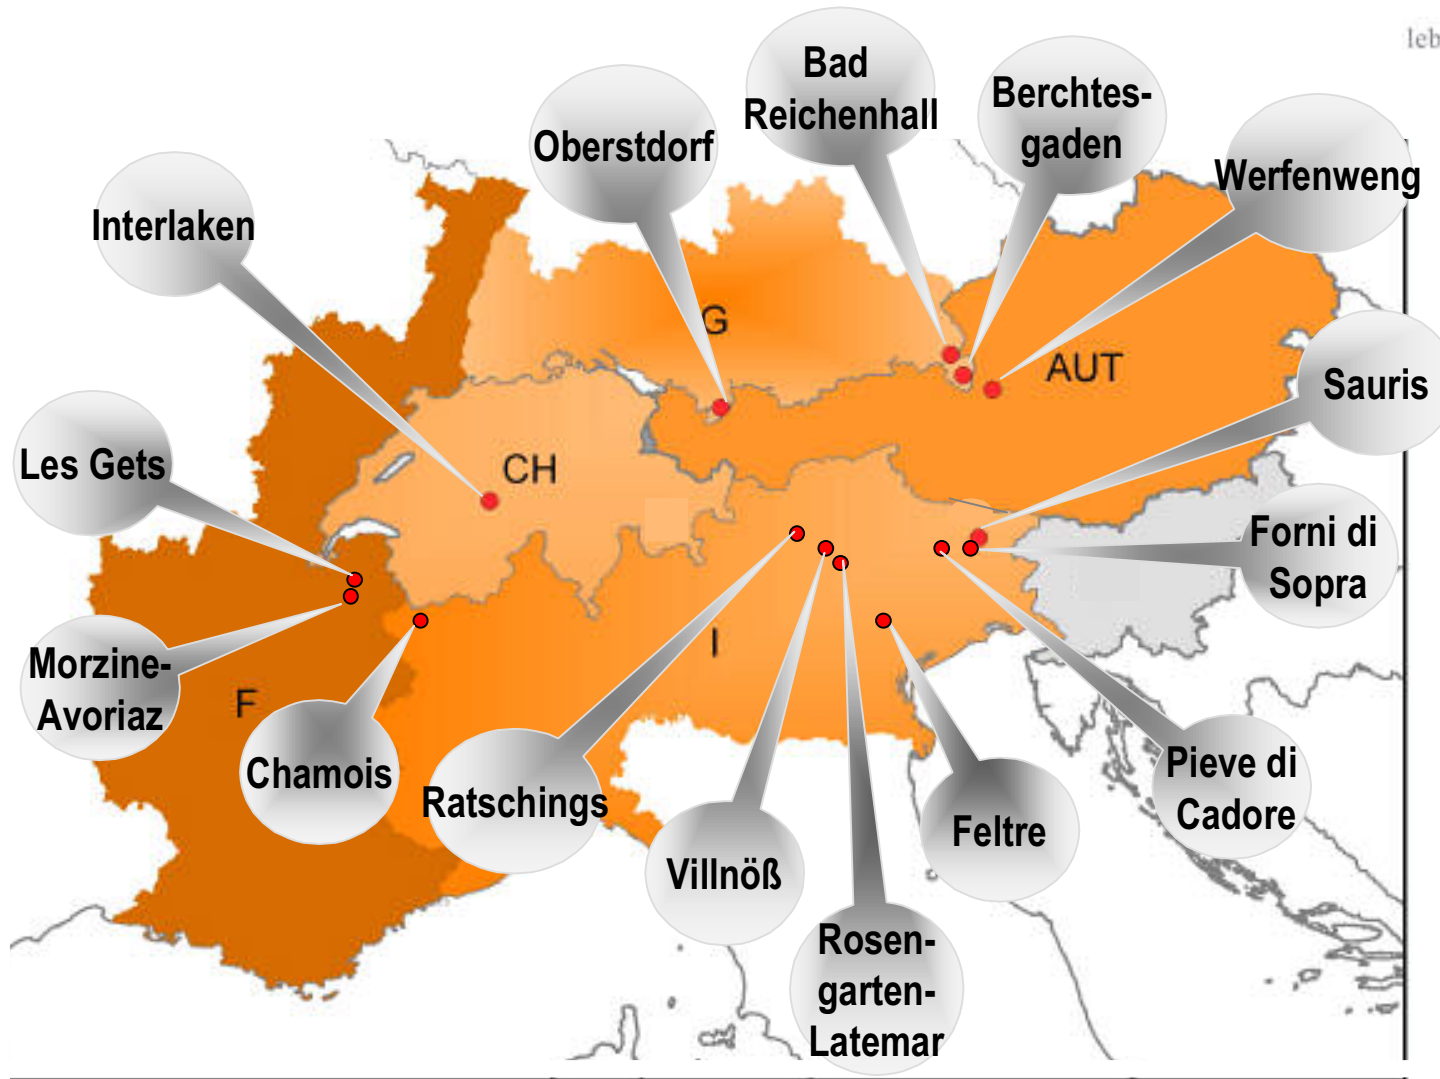 leb
Bad
Reichenhall
Berchtes-
gaden
Oberstdorf
Werfenweng
Interlaken
G
AUT
Sauris
CH
Les Gets
Forni di
Sopra
I
Morzine-
Avoriaz
F
Chamois
Ratschings
Pieve di
Cadore
Feltre
Villnöß
Rosen-
garten-
Latemar